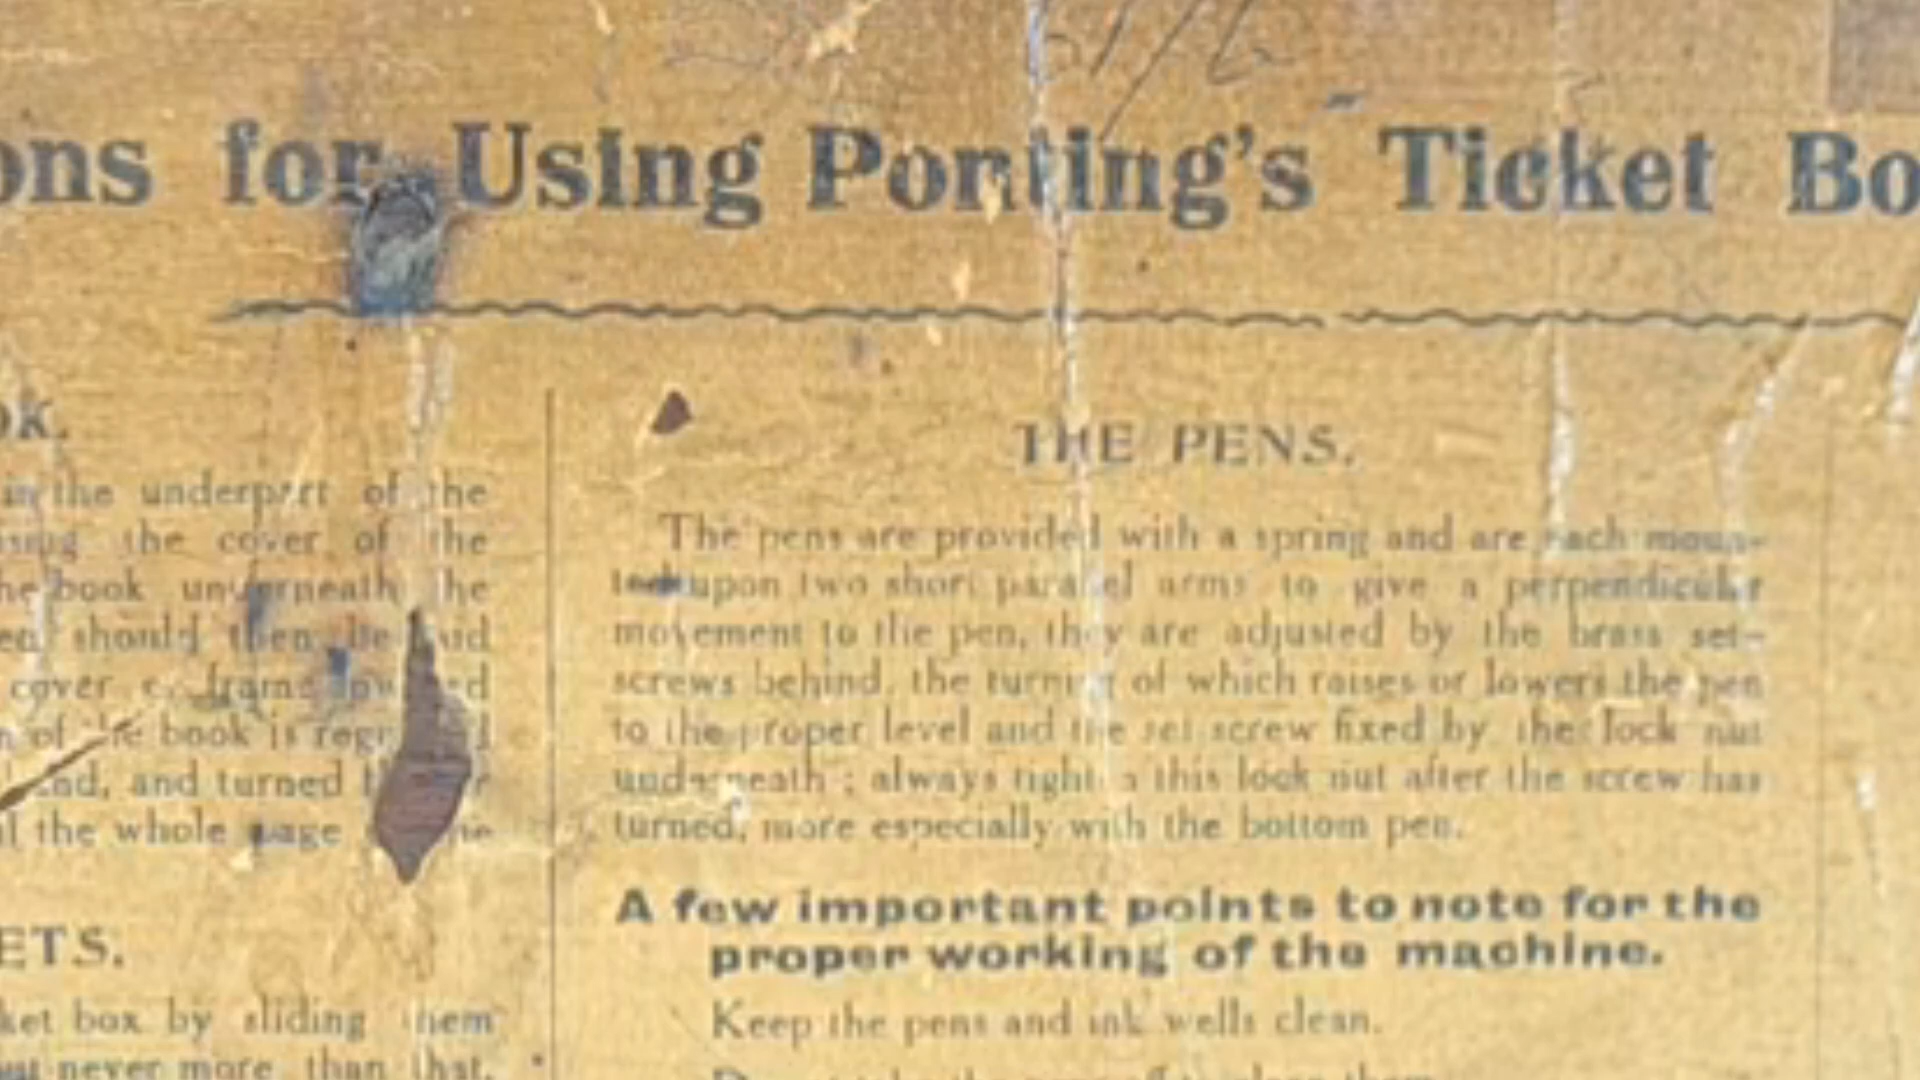 ons for Using Ponting's Ticket Bo
OK.
in the underpart of the
the cover of the
book underneath the
should then be
cover frame
of the book is
and turned
the whole page
ETS.
ket box by sliding them
never more than that,
THE PENS.
The pens are provided with a spring and are each moun-
ted upon two short parallel arms to give a perpendicular
movement to the pen, they are adjusted by the brass set-
screws behind, the turning of which raises or lowers the pen
to the proper level and the set screw fixed by the lock nut
underneath ; always tighten this lock nut after the screw has
turned, more especially with the bottom pen.
A few important points to note for the
proper working of the machine.
Keep the pens and ink wells clean.